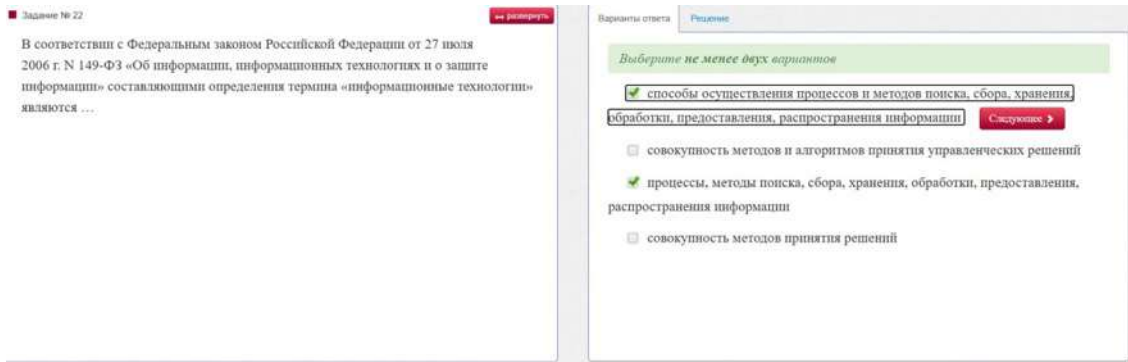 Задание № 22
развернуть
В соответствии с Федеральным законом Российской Федерации от 27 июля
2006 г. N 149-ФЗ «Об информации, информационных технологиях и о защите
информации» составляющими определения термина «информационные технологии»
являются …
Варианты ответа
Решение
Выберите не менее двух вариантов
способы осуществления процессов и методов поиска, сбора, хранения,
обработки, предоставления, распространения информации
Следующее
совокупность методов и алгоритмов принятия управленческих решений
процессы, методы поиска, сбора, хранения, обработки, предоставления,
распространения информации
совокупность методов принятия решений